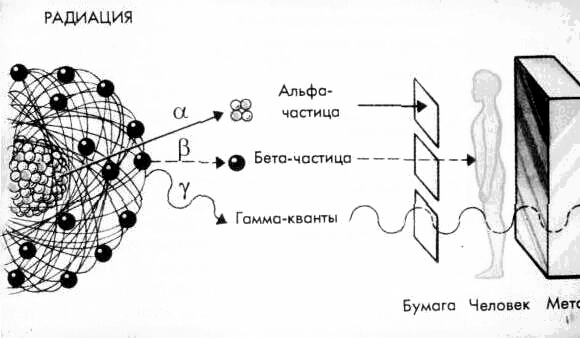 РАДИАЦИЯ
α
Альфа-
частица
β
Бета-частица
γ
Гамма-кванты
Бумага Человек Мета